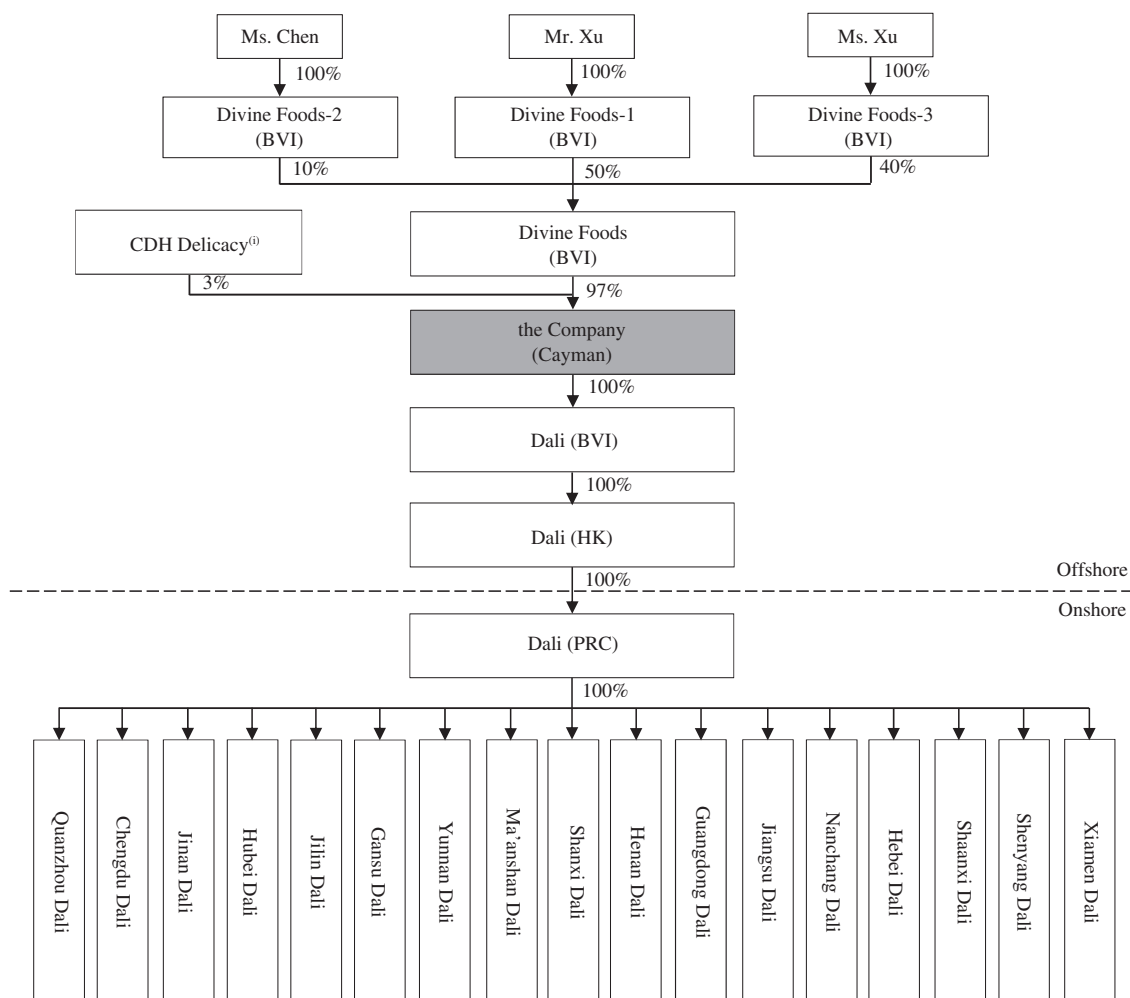 Ms. Chen
Mr. Xu
Ms. Xu
100%
100%
100%
Divine Foods-2
(BVI)
Divine Foods-1
(BVI)
Divine Foods-3
(BVI)
10%
50%
40%
CDH Delicacy(i)
Divine Foods
(BVI)
3%
97%
the Company
(Cayman)
100%
Dali (BVI)
100%
Dali (HK)
100%
Offshore
Onshore
Dali (PRC)
100%
Quanzhou Dali
Chengdu Dali
Jinan Dali
Hubei Dali
Jilin Dali
Gansu Dali
Yunnan Dali
Ma’anshan Dali
Shanxi Dali
Henan Dali
Guangdong Dali
Jiangsu Dali
Nanchang Dali
Hebei Dali
Shaanxi Dali
Shenyang Dali
Xiamen Dali